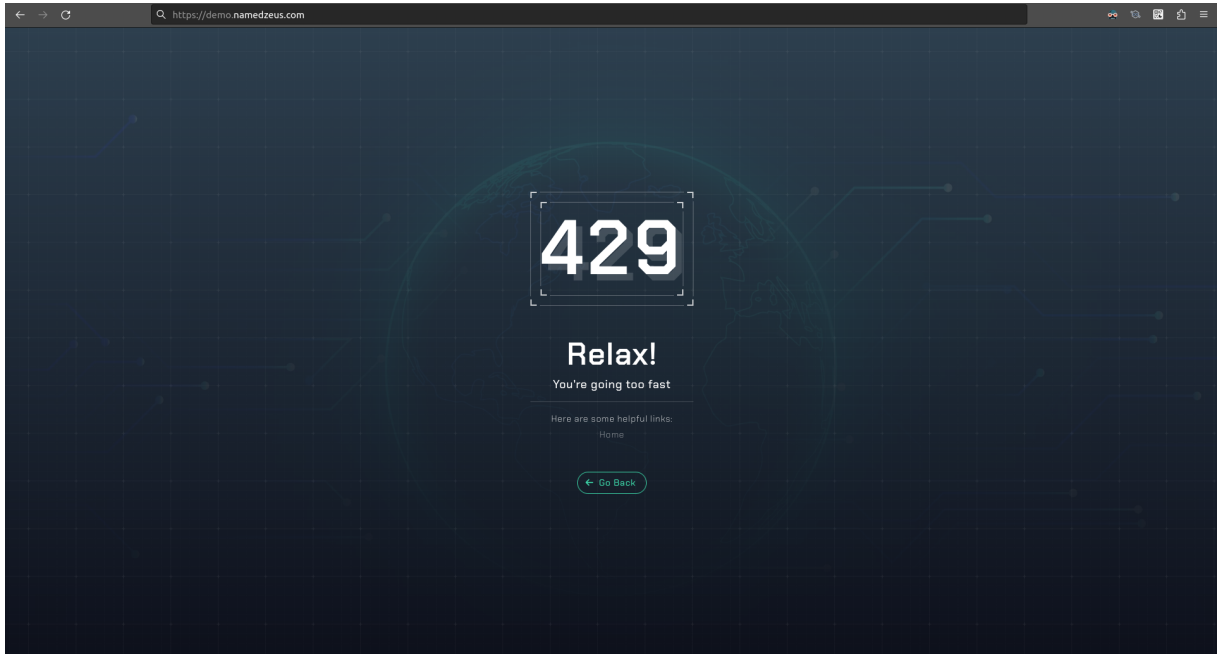 https://demo.namedzeus.com
429
Relax!
You're going too fast
Here are some helpful links:
Home
Go Back